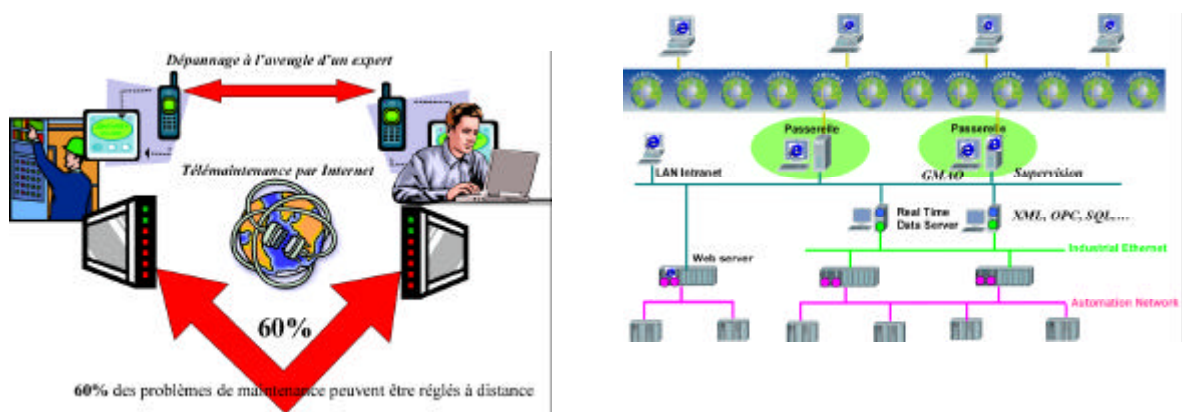 Dépannage à l'aveugle d'un expert
Télémaintenance par Internet
60%
60% des problèmes de maintenance peuvent être réglés à distance
Passerelle
Passerelle
LAN Intranet
GMAO
Supervision
Real Time
Data Server
XML, OPC, SQL,...
Industrial Ethernet
Web server
Automation Network